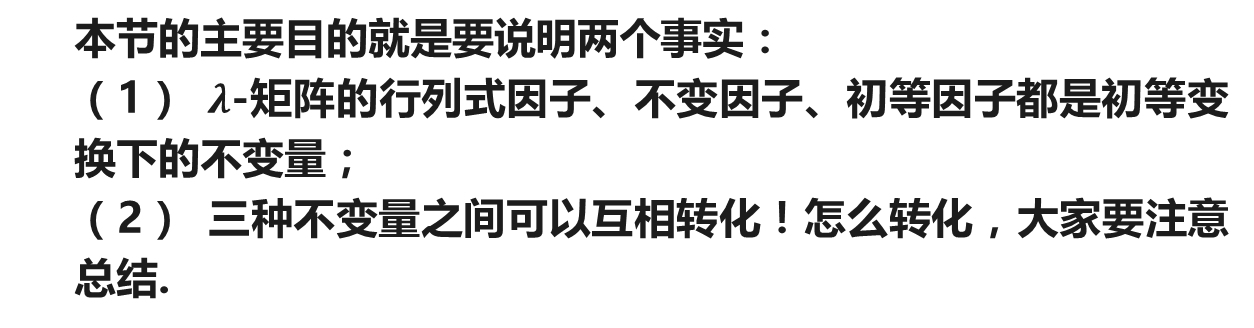 本节的主要目的就是要说明两个事实：
（1） λ-矩阵的行列式因子、不变因子、初等因子都是初等变
换下的不变量；
（2） 三种不变量之间可以互相转化！怎么转化，大家要注意
总结.